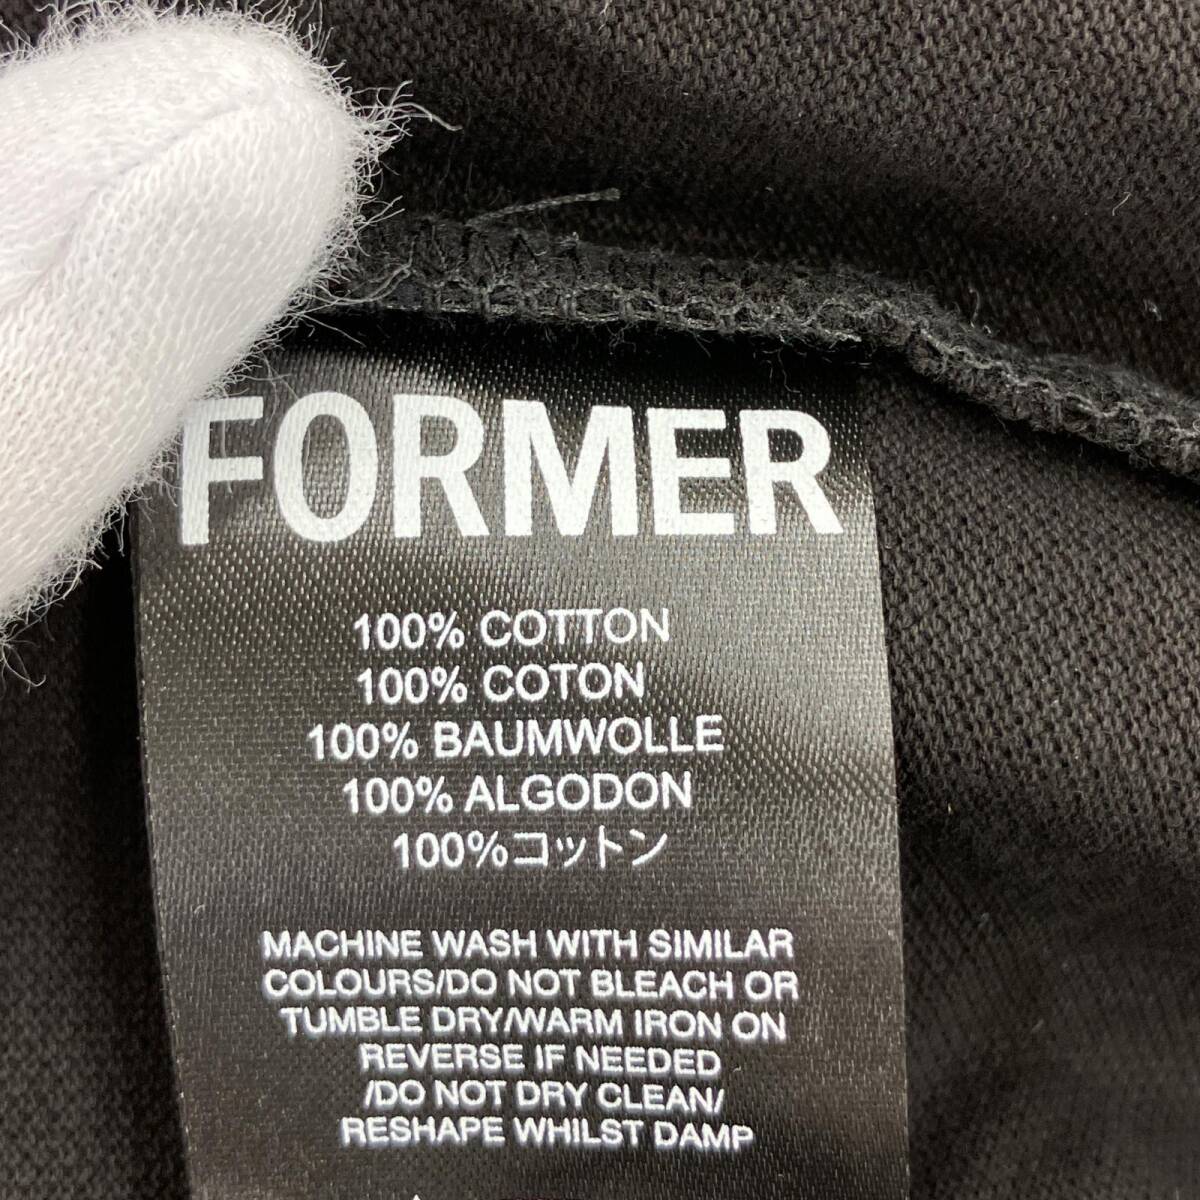 FORMER
100% COTTON
100% COTON
100% BAUMWOLLE
100% ALGODON
100%コットン
MACHINE WASH WITH SIMILAR
COLOURS/DO NOT BLEACH OR
TUMBLE DRY/WARM IRON ON
REVERSE IF NEEDED
/DO NOT DRY CLEAN/
RESHAPE WHILST DAMP